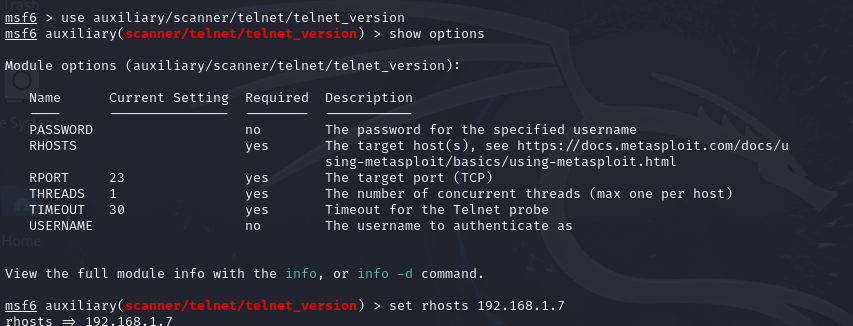 Trash
msf6 > use auxiliary/scanner/telnet/telnet_version
msf6 auxiliary(scanner/telnet/telnet_version) > show options
Module options (auxiliary/scanner/telnet/telnet_version):
Name Current Setting Required Description
PASSWORD no The password for the specified username
RHOSTS yes The target host(s), see https://docs.metasploit.com/docs/u
sing-metasploit/basics/using-metasploit.html
RPORT 23 yes The target port (TCP)
THREADS 1 yes The number of concurrent threads (max one per host)
TIMEOUT 30 yes Timeout for the Telnet probe
USERNAME no The username to authenticate as
Home
View the full module info with the info, or info -d command.
msf6 auxiliary(scanner/telnet/telnet_version) > set rhosts 192.168.1.7
rhosts => 192.168.1.7